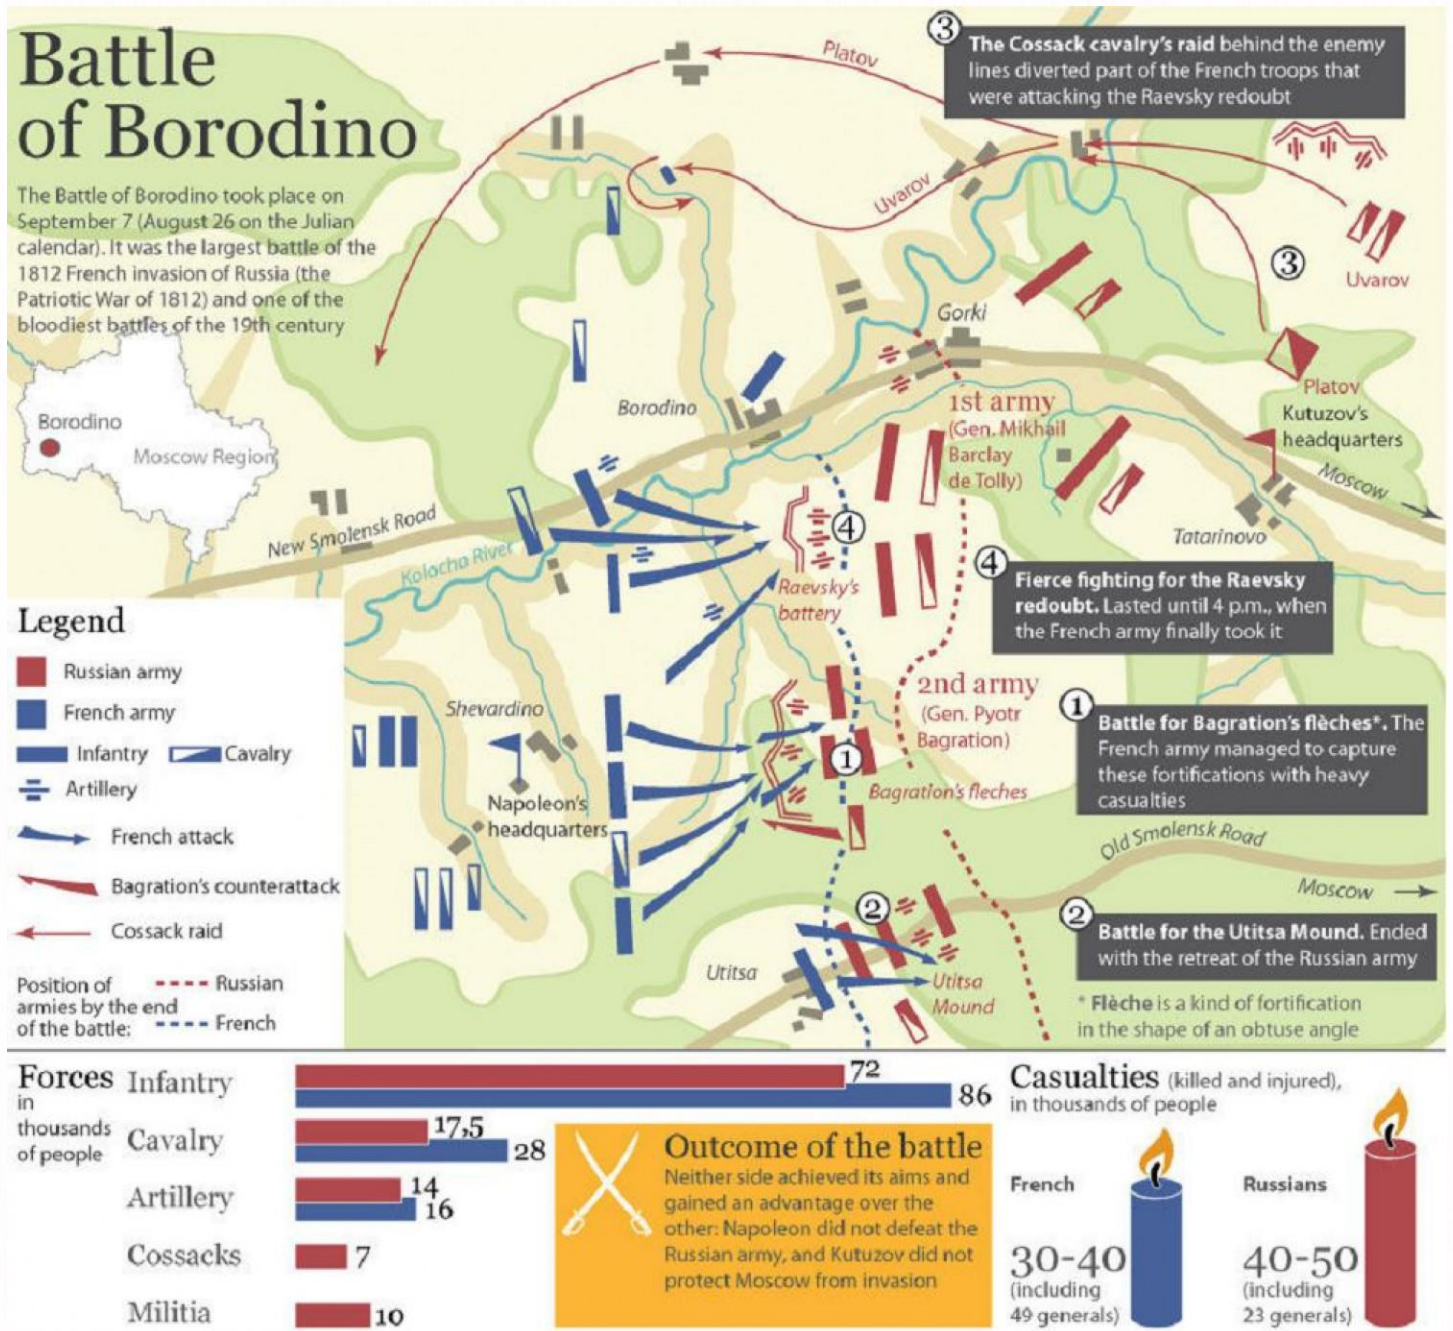 Battle
of Borodino
The Battle of Borodino took place on
September 7 (August 26 on the Julian
calendar). It was the largest battle of the
1812 French invasion of Russia (the
Patriotic War of 1812) and one of the
bloodiest battles of the 19th century
Borodino
Moscow Region
3
The Cossack cavalry's raid behind the enemy
lines diverted part of the French troops that
were attacking the Raevsky redoubt
Platov
Uvarov
Uvarov
3
Platov
Kutuzov's
headquarters
Moscow
Tatarinovo
Gorki
Borodino
1st army
(Gen. Mikhail
Barclay
de Tolly)
New Smolensk Road
Kolocha River
4
Raevsky's
battery
4
Fierce fighting for the Raevsky
redoubt. Lasted until 4 p.m., when
the French army finally took it
2nd army
(Gen. Pyotr
Bagration)
Shevardino
Napoleon's
headquarters
1
Bagration's fleches
1
Battle for Bagration's flèches*. The
French army managed to capture
these fortifications with heavy
casualties
Old Smolensk Road
Moscow
2
Utitsa
Utitsa
Mound
2
Battle for the Utitsa Mound. Ended
with the retreat of the Russian army
* Flèche is a kind of fortification
in the shape of an obtuse angle
Legend
Russian army
French army
Infantry
Cavalry
Artillery
French attack
Bagration's counterattack
Cossack raid
Position of
armies by the end
of the battle:
Russian
French
Forces
in
thousands
of people
Infantry
72
86
Cavalry
17,5
28
Artillery
14
16
Cossacks
7
Militia
10
Outcome of the battle
Neither side achieved its aims and
gained an advantage over the
other: Napoleon did not defeat the
Russian army, and Kutuzov did not
protect Moscow from invasion
Casualties (killed and injured),
in thousands of people
French
30-40
(including
49 generals)
Russians
40-50
(including
23 generals)